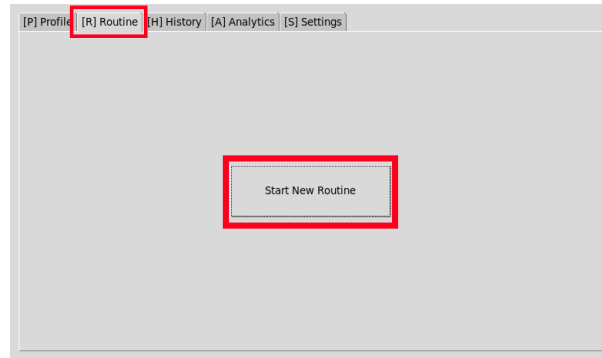 [P] Profile [R] Routine [H] History [A] Analytics [S] Settings
Start New Routine